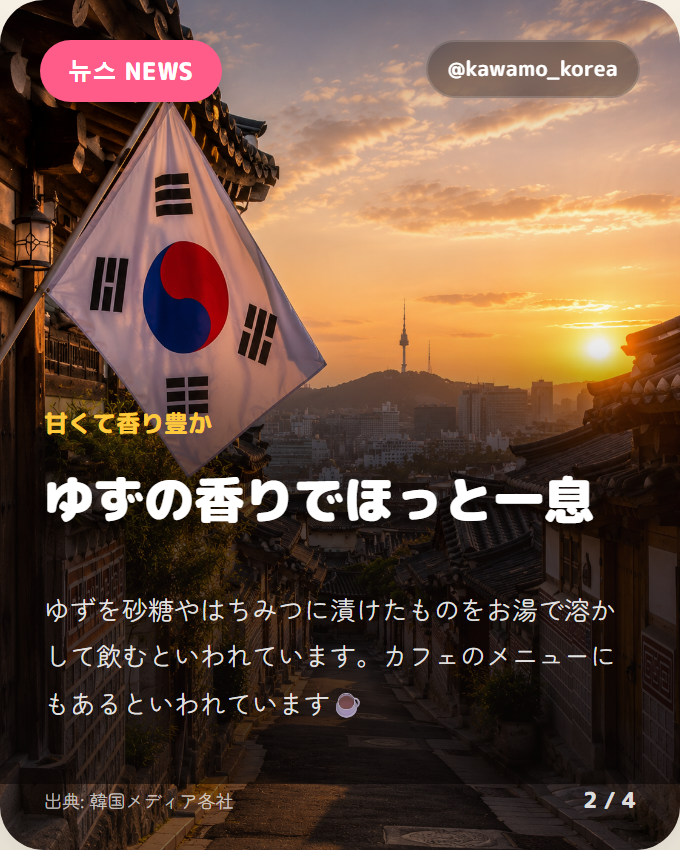 뉴스 NEWS
@kawamo_korea
甘くて香り豊か
ゆずの香りでほっと一息
ゆずを砂糖やはちみつに漬けたものをお湯で溶か
して飲むといわれています。カフェのメニューに
もあるといわれています☕
出典: 韓国メディア各社
2 / 4